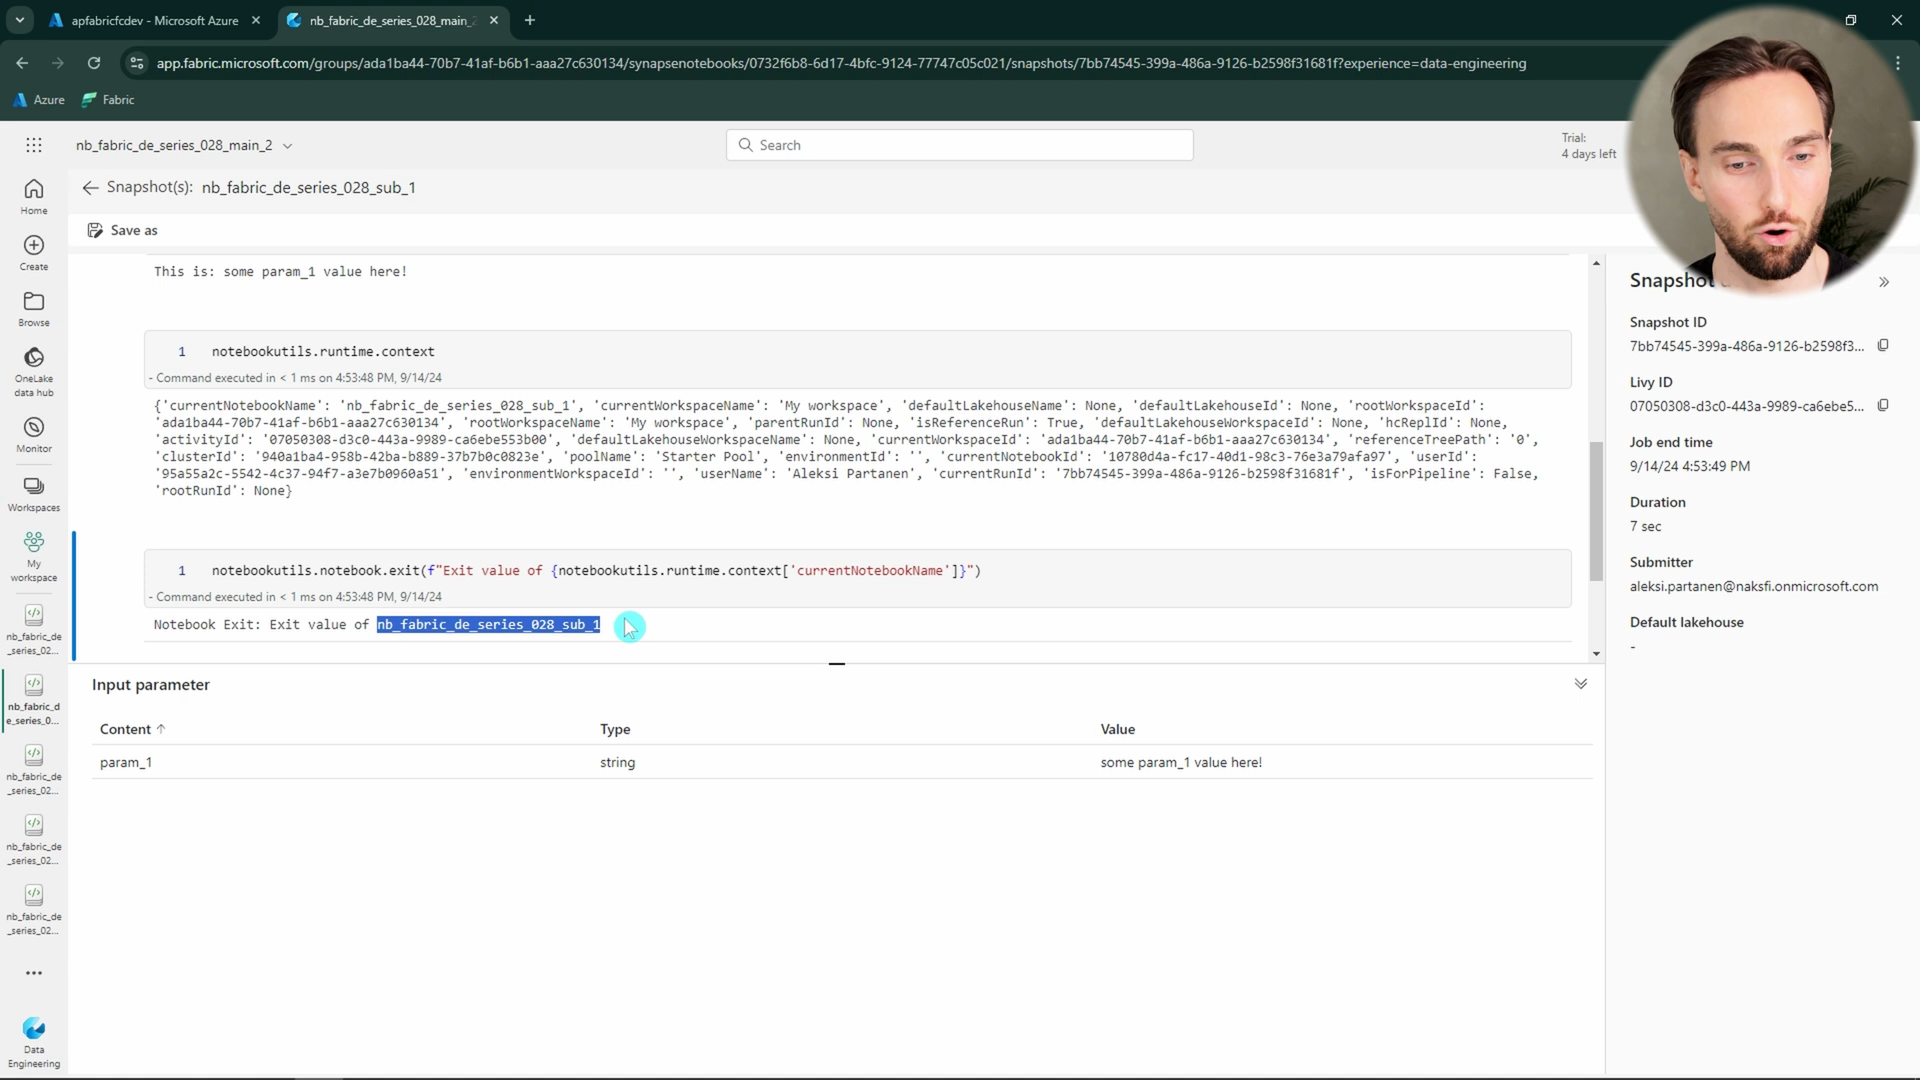 apfabricfcdev - Microsoft Azure
nb_fabric_de_series_028_main_2
app.fabric.microsoft.com/groups/ada1ba44-70b7-41af-b6b1-aaa27c630134/synapsenotebooks/0732f6b8-6d17-4bfc-9124-77747c05c021/snapshots/7bb74545-399a-486a-9126-b2598f31681f?experience=data-engineering
Azure
Fabric
nb_fabric_de_series_028_main_2
Search
Trial:
4 days left
Snapshot(s): nb_fabric_de_series_028_sub_1
Save as
Home
Create
Browse
OneLake
data hub
Monitor
Workspaces
My
workspace
nb_fabric_de
_series_02...
nb_fabric_d
e_series_0...
nb_fabric_de
_series_02...
nb_fabric_de
_series_02...
nb_fabric_de
_series_02...
Data
Engineering
This is: some param_1 value here!
1 notebookutils.runtime.context
- Command executed in < 1 ms on 4:53:48 PM, 9/14/24
{'currentNotebookName': 'nb_fabric_de_series_028_sub_1', 'currentWorkspaceName': 'My workspace', 'defaultLakehouseName': None, 'defaultLakehouseId': None, 'rootWorkspaceId':
'ada1ba44-70b7-41af-b6b1-aaa27c630134', 'rootWorkspaceName': 'My workspace', 'parentRunId': None, 'isReferenceRun': True, 'defaultLakehouseWorkspaceId': None, 'hcReplId': None,
'activityId': '07050308-d3c0-443a-9989-ca6ebe553b00', 'defaultLakehouseWorkspaceName': None, 'currentWorkspaceId': 'ada1ba44-70b7-41af-b6b1-aaa27c630134', 'referenceTreePath': '0',
'clusterId': '940a1ba4-958b-42ba-b889-37b7b0c0823e', 'poolName': 'Starter Pool', 'environmentId': '', 'currentNotebookId': '10780d4a-fc17-40d1-98c3-76e3a79afa97', 'userId':
'95a55a2c-5542-4c37-94f7-a3e7b0960a51', 'environmentWorkspaceId': '', 'userName': 'Aleksi Partanen', 'currentRunId': '7bb74545-399a-486a-9126-b2598f31681f', 'isForPipeline': False,
'rootRunId': None}
1 notebookutils.notebook.exit(f"Exit value of {notebookutils.runtime.context['currentNotebookName']}")
- Command executed in < 1 ms on 4:53:48 PM, 9/14/24
Notebook Exit: Exit value of nb_fabric_de_series_028_sub_1
Input parameter
Content Type Value
param_1 string some param_1 value here!
Snapshot
Snapshot ID
7bb74545-399a-486a-9126-b2598f3...
Livy ID
07050308-d3c0-443a-9989-ca6ebe5...
Job end time
9/14/24 4:53:49 PM
Duration
7 sec
Submitter
aleksi.partanen@naksfi.onmicrosoft.com
Default lakehouse
-